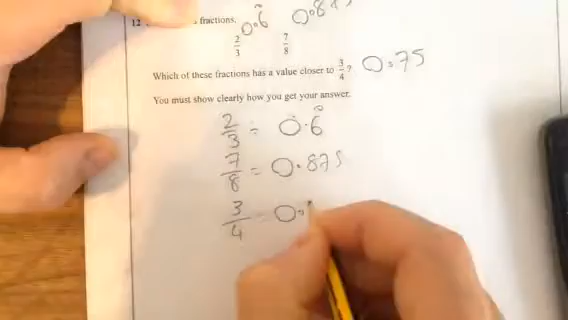 12 fractions.
0.6̇ 0.875
2/3 7/8
Which of these fractions has a value closer to 3/4? 0.75
You must show clearly how you get your answer.
2/3 = 0.6̇
7/8 = 0.875
3/4 = 0.